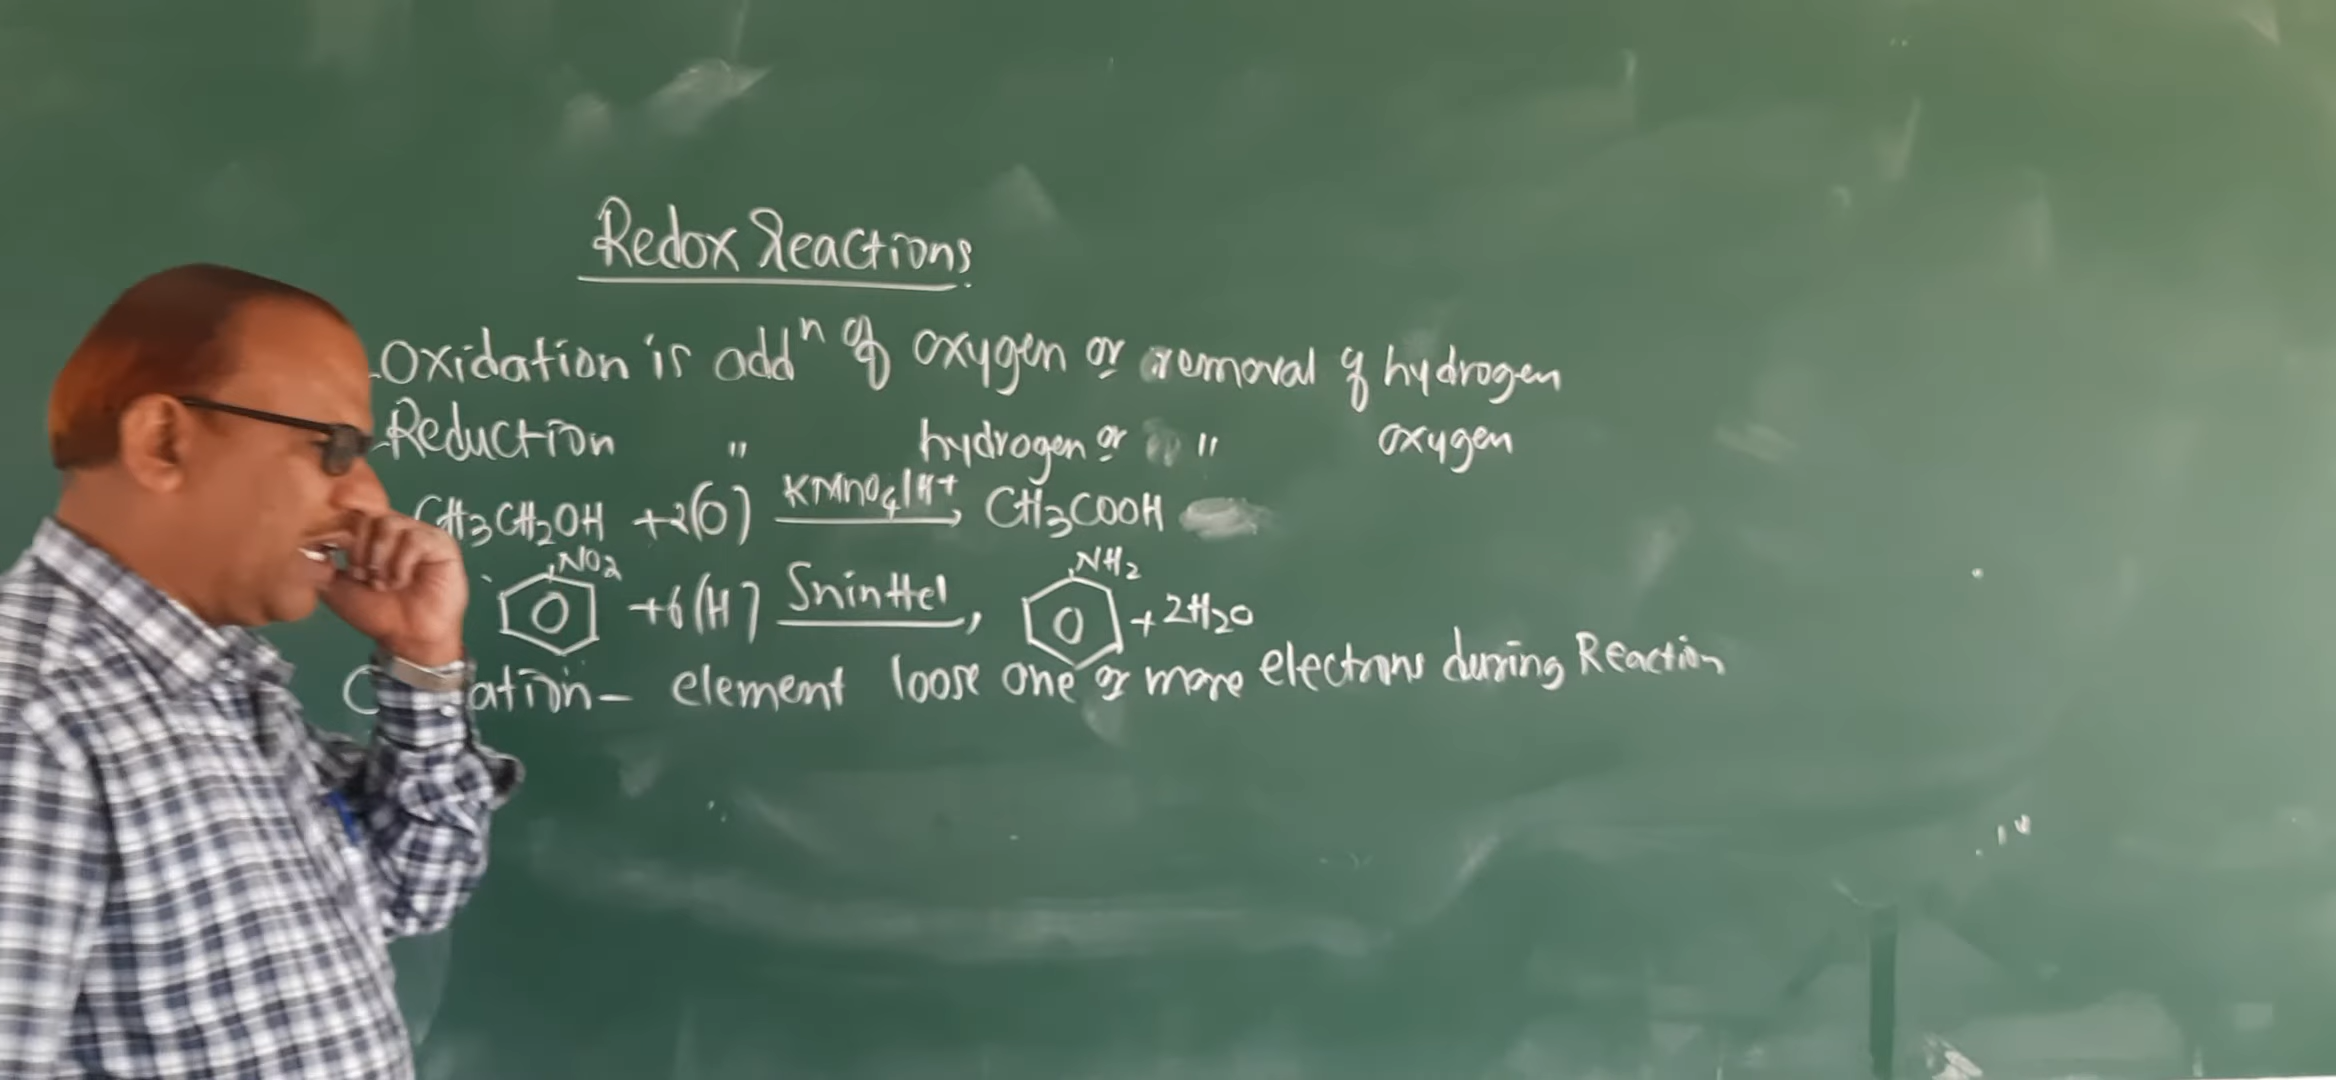 Redox Reactions
Oxidation is addⁿ of oxygen or removal of hydrogen
Reduction " hydrogen or " oxygen
CH3CH2OH +2(O) KMnO4/H+ CH3COOH
NO2 +6(H) Sn in Hcl NH2 +2H2O
element loose one or more electrons during Reaction